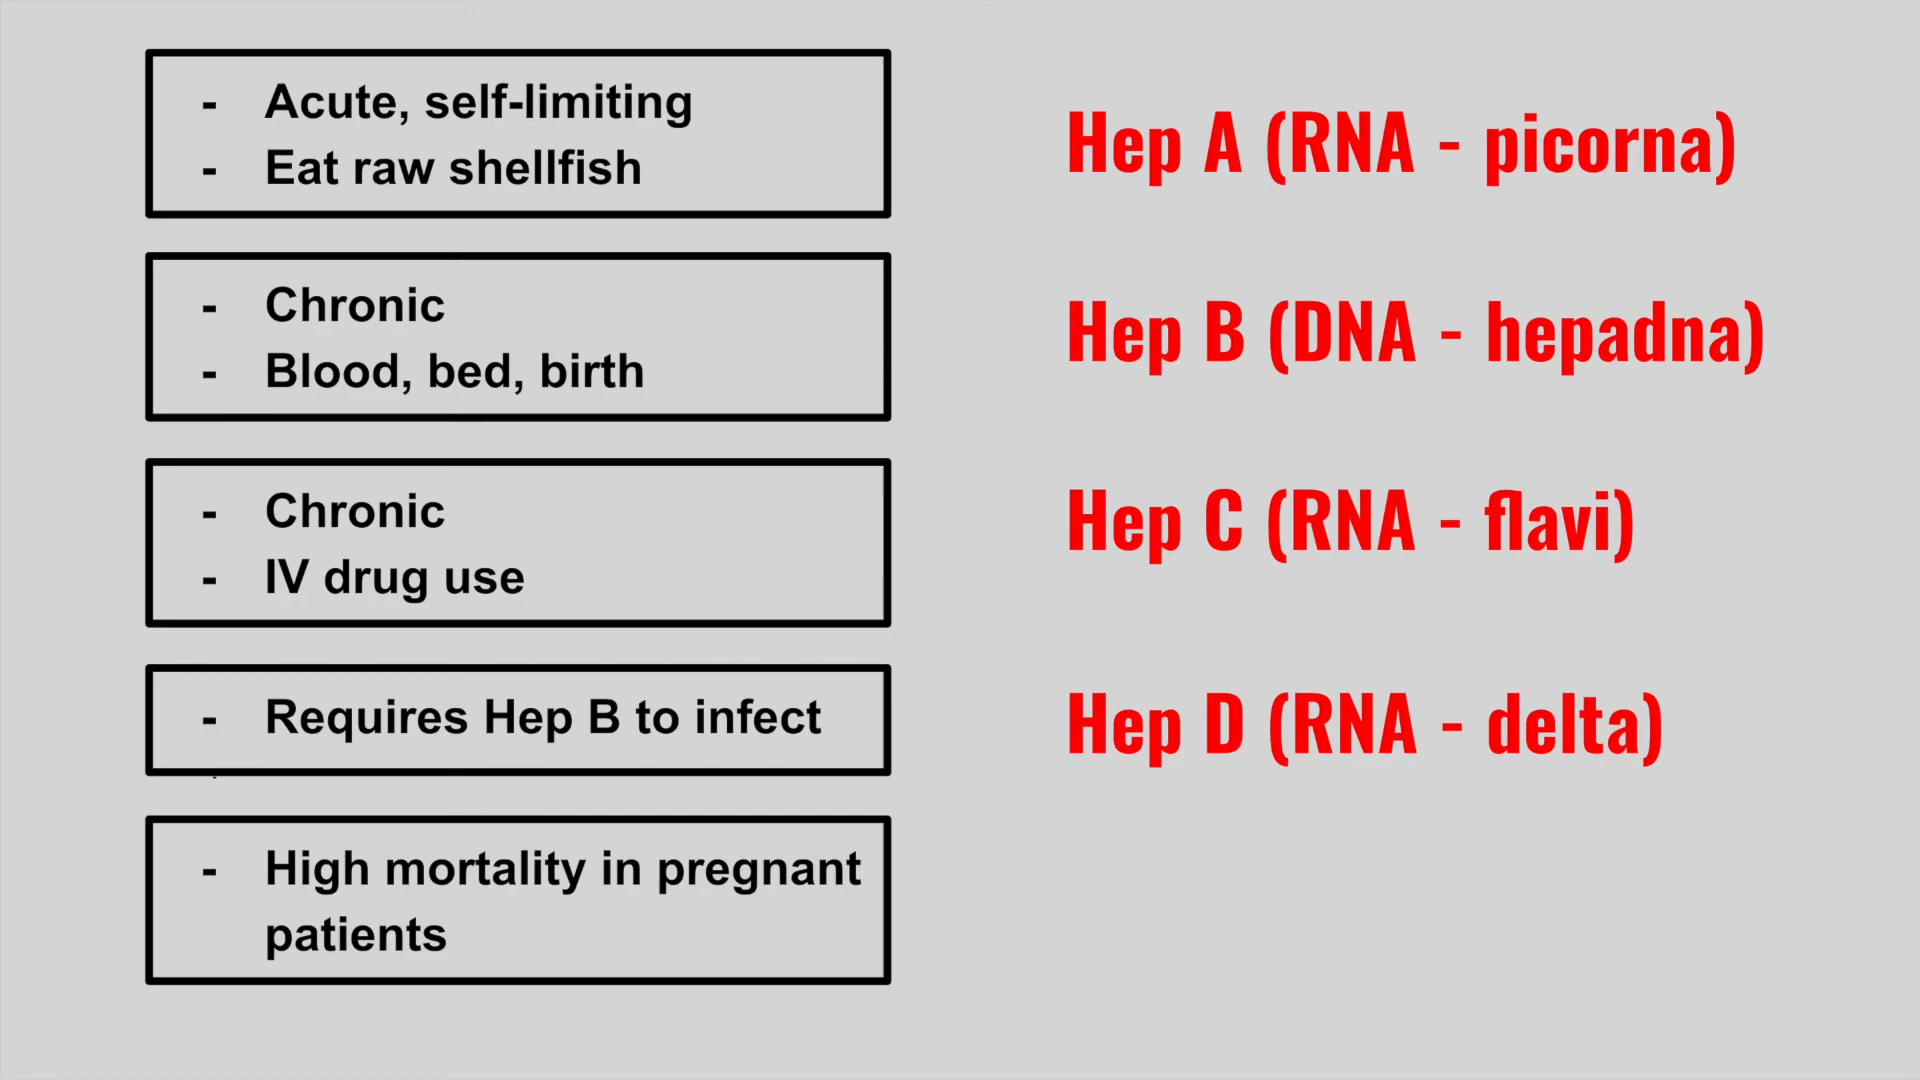 - Acute, self-limiting
- Eat raw shellfish
Hep A (RNA - picorna)
- Chronic
- Blood, bed, birth
Hep B (DNA - hepadna)
- Chronic
- IV drug use
Hep C (RNA - flavi)
- Requires Hep B to infect
Hep D (RNA - delta)
- High mortality in pregnant
patients